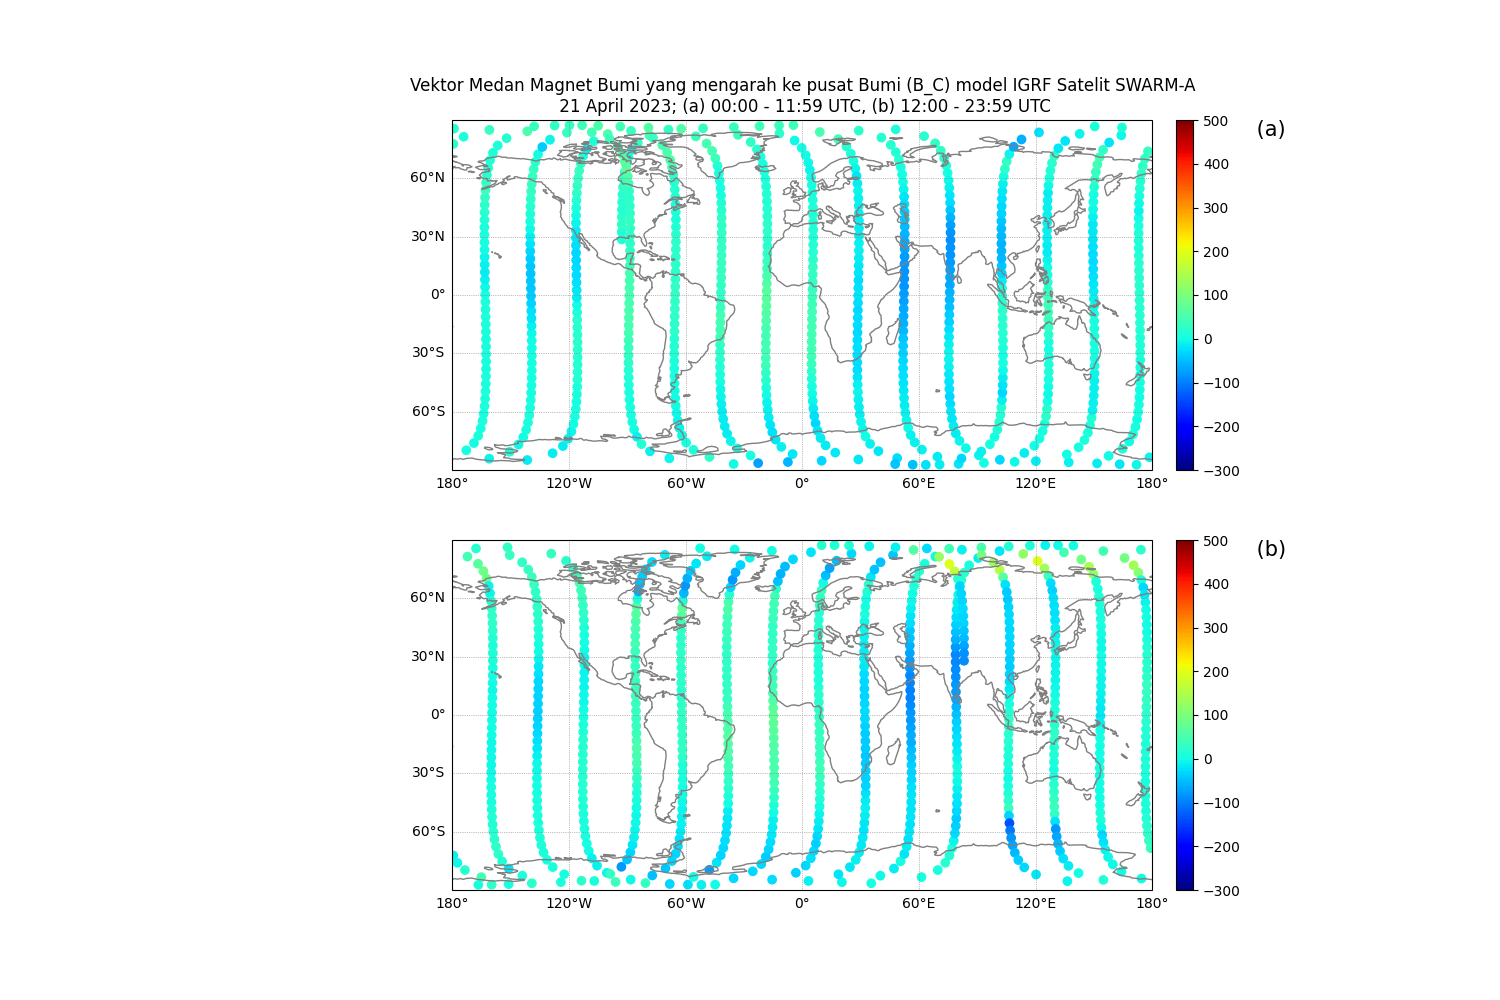 Vektor Medan Magnet Bumi yang mengarah ke pusat Bumi (B_C) model IGRF Satelit SWARM-A
21 April 2023; (a) 00:00 - 11:59 UTC, (b) 12:00 - 23:59 UTC
(a)
60°N
30°N
0°
30°S
60°S
180° 120°W 60°W 0° 60°E 120°E 180°
500
400
300
200
100
0
−100
−200
−300
(b)
60°N
30°N
0°
30°S
60°S
180° 120°W 60°W 0° 60°E 120°E 180°
500
400
300
200
100
0
−100
−200
−300